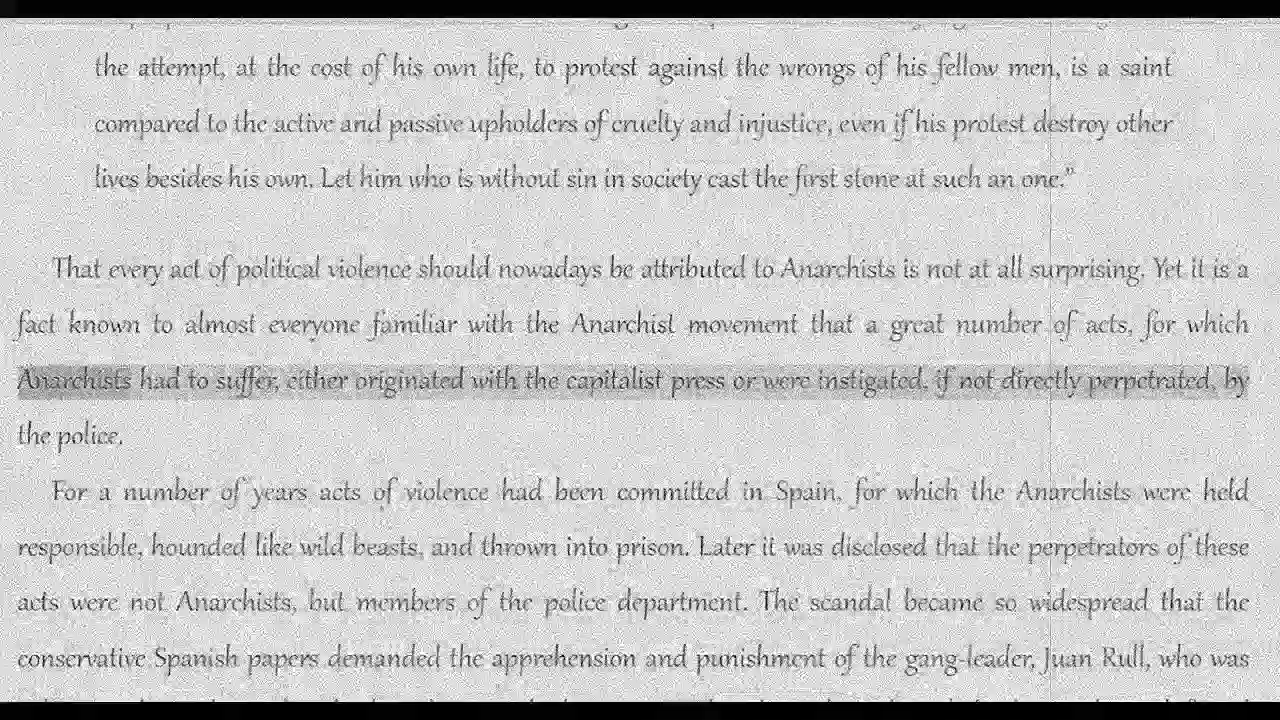 the attempt, at the cost of his own life, to protest against the wrongs of his fellow men, is a saint
compared to the active and passive upholders of cruelty and injustice, even if his protest destroy other
lives besides his own. Let him who is without sin in society cast the first stone at such an one."
That every act of political violence should nowadays be attributed to Anarchists is not at all surprising. Yet it is a
fact known to almost everyone familiar with the Anarchist movement that a great number of acts, for which
Anarchists had to suffer, either originated with the capitalist press or were instigated, if not directly perpetrated, by
the police.
For a number of years acts of violence had been committed in Spain, for which the Anarchists were held
responsible, hounded like wild beasts, and thrown into prison. Later it was disclosed that the perpetrators of these
acts were not Anarchists, but members of the police department. The scandal became so widespread that the
conservative Spanish papers demanded the apprehension and punishment of the gang-leader, Juan Rull, who was